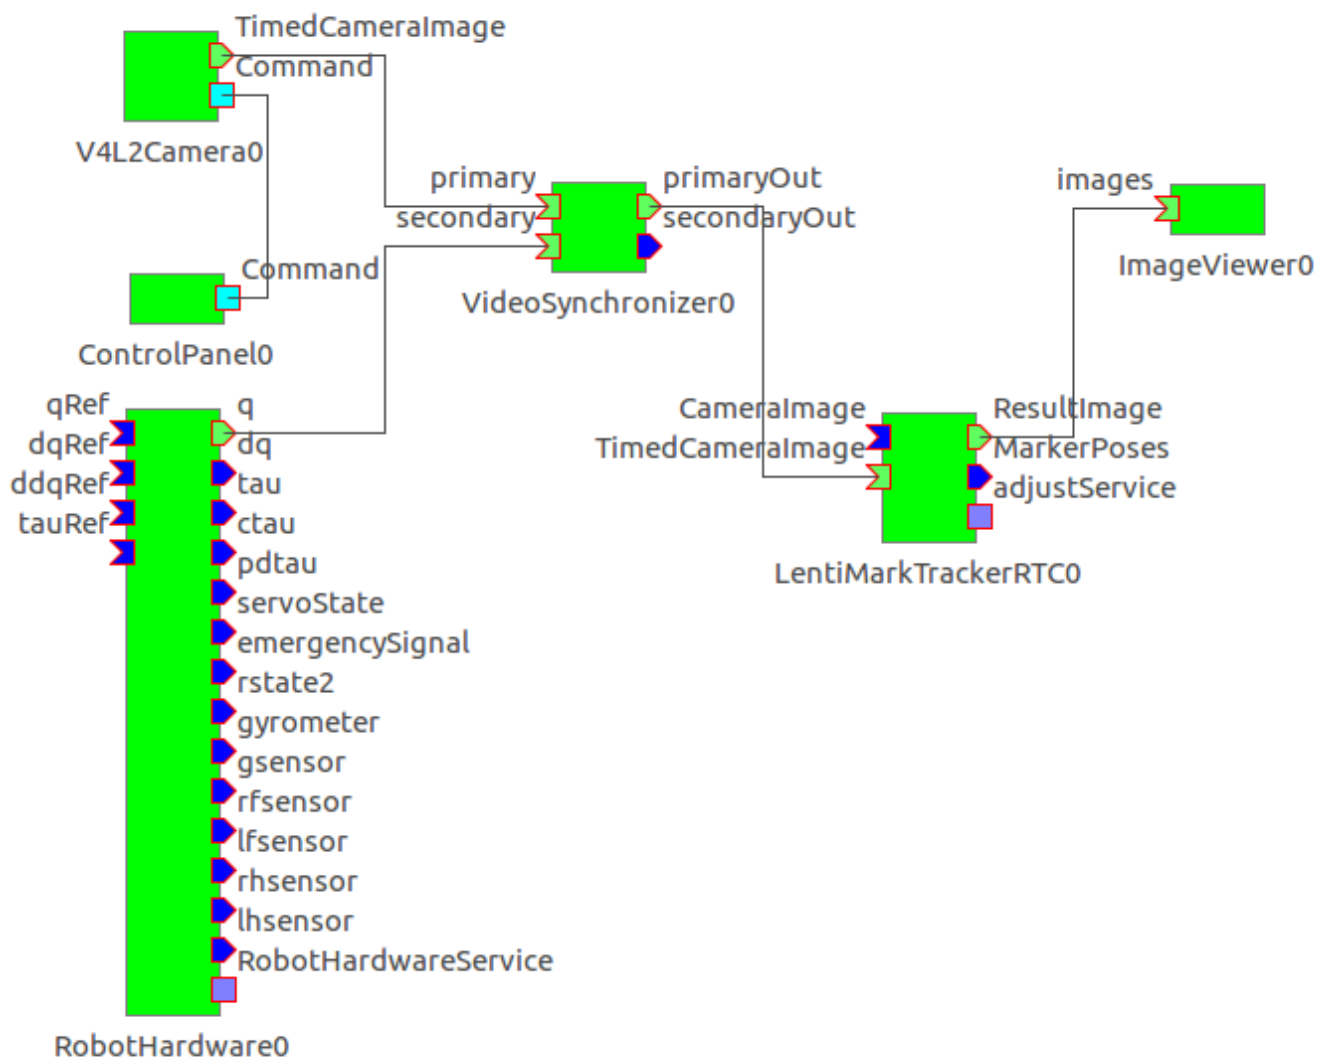 TimedCameraImage
Command
V4L2Camera0
Command
ControlPanel0
primary
secondary
primaryOut
secondaryOut
VideoSynchronizer0
images
ImageViewer0
CameraImage
TimedCameraImage
ResultImage
MarkerPoses
adjustService
LentiMarkTrackerRTC0
qRef
dqRef
ddqRef
tauRef
q
dq
tau
ctau
pdtau
servoState
emergencySignal
rstate2
gyrometer
gsensor
rfsensor
lfsensor
rhsensor
lhsensor
RobotHardwareService
RobotHardware0